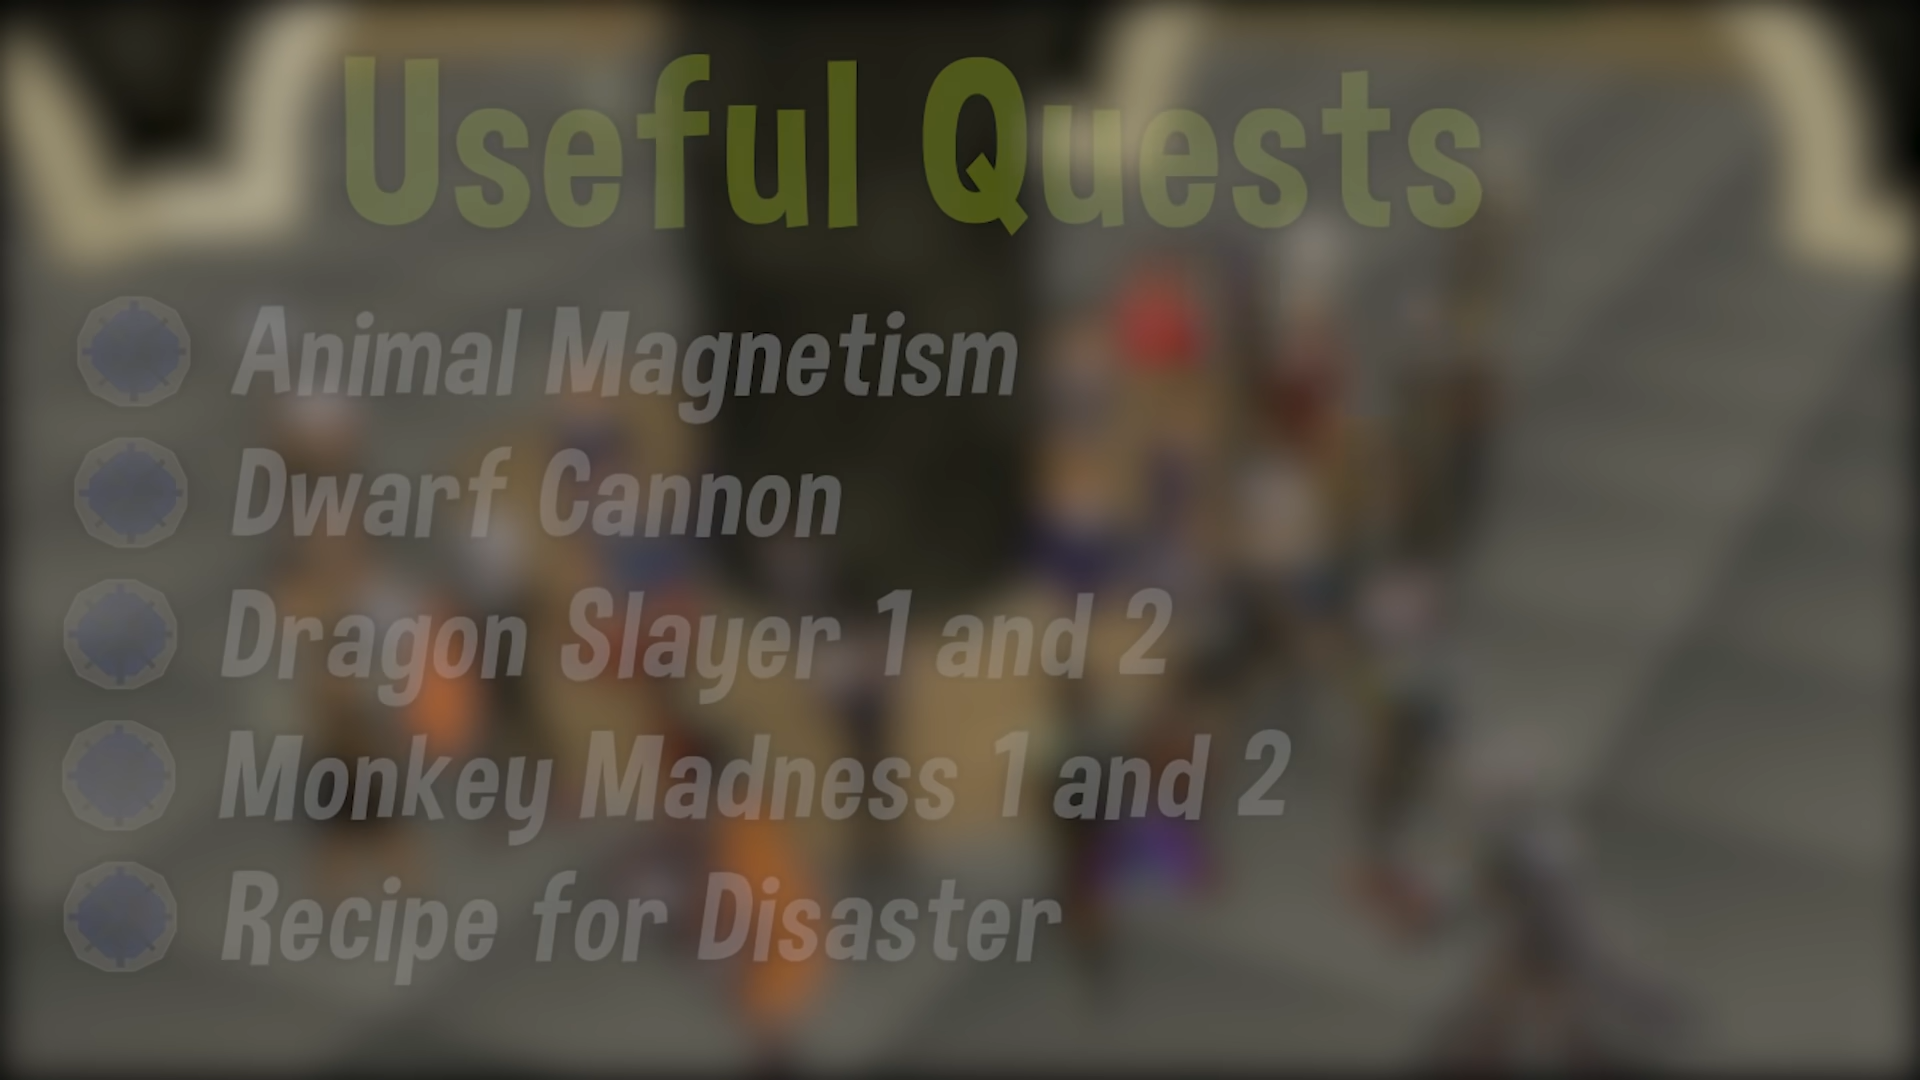 Useful Quests
Animal Magnetism
Dwarf Cannon
Dragon Slayer 1 and 2
Monkey Madness 1 and 2
Recipe for Disaster